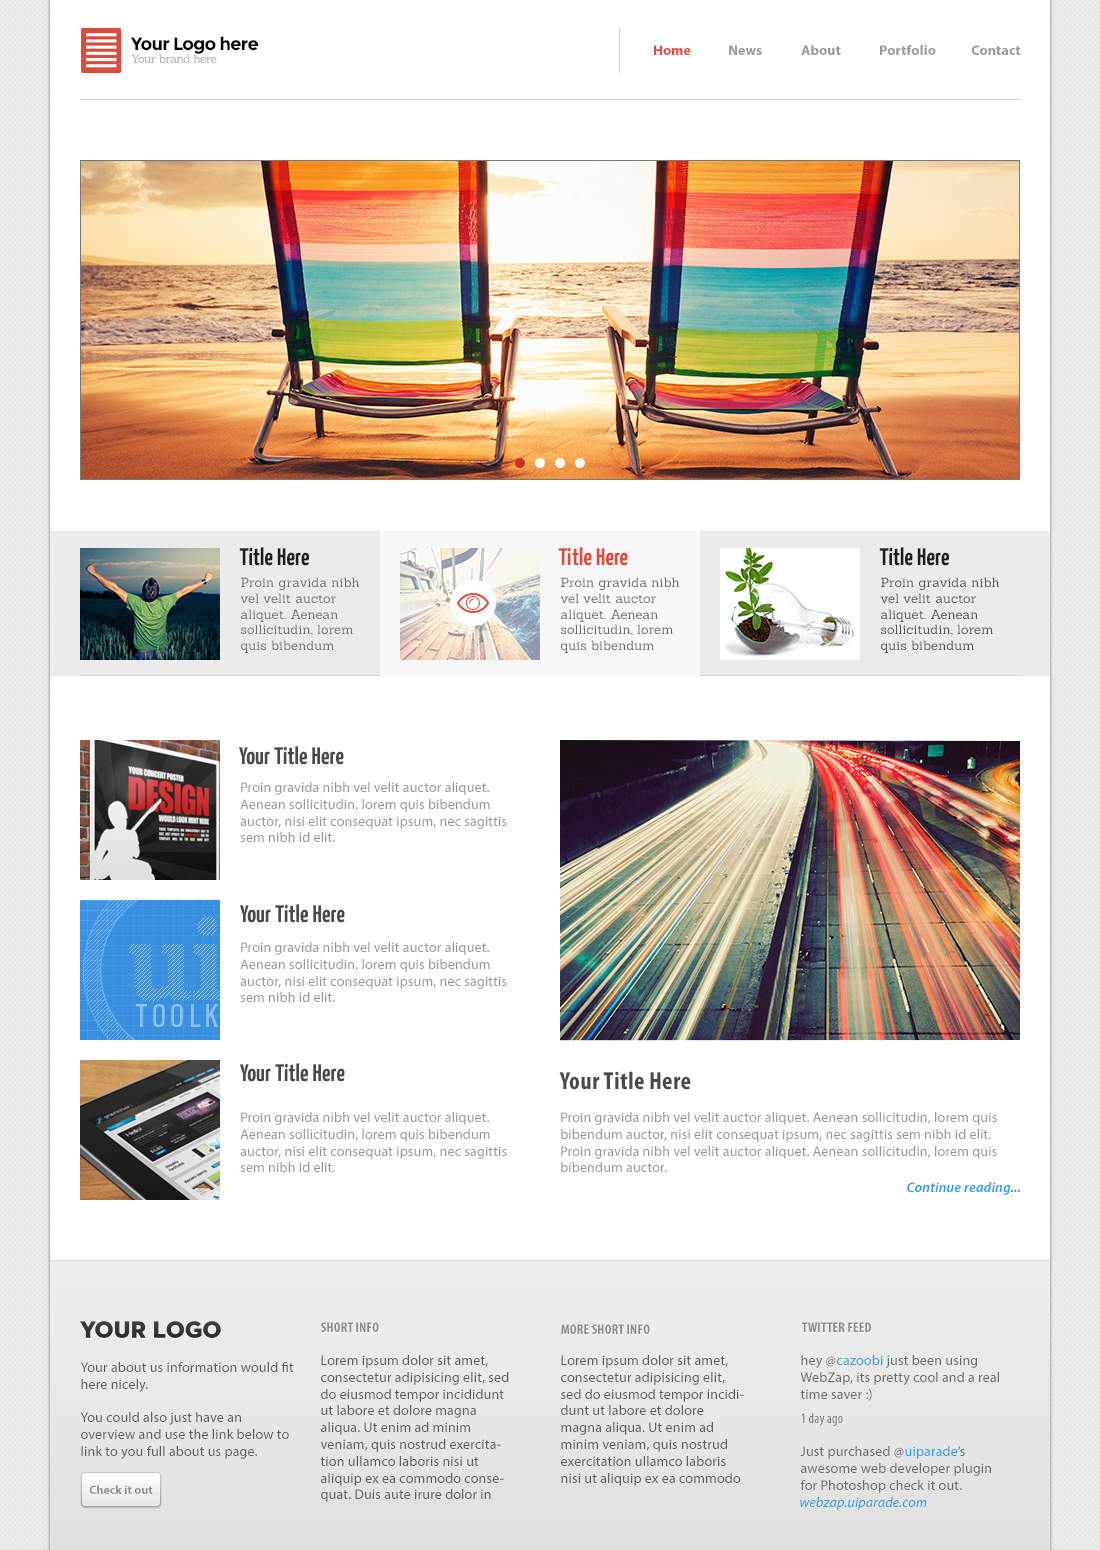 Your Logo here
Your brand here
Home News About Portfolio Contact
Title Here
Proin gravida nibh
vel velit auctor
aliquet. Aenean
sollicitudin, lorem
quis bibendum
Title Here
Proin gravida nibh
vel velit auctor
aliquet. Aenean
sollicitudin, lorem
quis bibendum
Title Here
Proin gravida nibh
vel velit auctor
aliquet. Aenean
sollicitudin, lorem
quis bibendum
YOUR CONCERT POSTER
DESIGN
WOULD LOOK RIGHT HERE
Your Title Here
Proin gravida nibh vel velit auctor aliquet.
Aenean sollicitudin, lorem quis bibendum
auctor, nisi elit consequat ipsum, nec sagittis
sem nibh id elit.
ui
TOOLK
Your Title Here
Proin gravida nibh vel velit auctor aliquet.
Aenean sollicitudin, lorem quis bibendum
auctor, nisi elit consequat ipsum, nec sagittis
sem nibh id elit.
Hello!
Your Title Here
Proin gravida nibh vel velit auctor aliquet.
Aenean sollicitudin, lorem quis bibendum
auctor, nisi elit consequat ipsum, nec sagittis
sem nibh id elit.
Your Title Here
Proin gravida nibh vel velit auctor aliquet. Aenean sollicitudin, lorem quis
bibendum auctor, nisi elit consequat ipsum, nec sagittis sem nibh id elit.
Proin gravida nibh vel velit auctor aliquet. Aenean sollicitudin, lorem quis
bibendum auctor.
Continue reading...
YOUR LOGO
Your about us information would fit
here nicely.
You could also just have an
overview and use the link below to
link to you full about us page.
Check it out
SHORT INFO
Lorem ipsum dolor sit amet,
consectetur adipisicing elit, sed
do eiusmod tempor incididunt
ut labore et dolore magna
aliqua. Ut enim ad minim
veniam, quis nostrud exercita-
tion ullamco laboris nisi ut
aliquip ex ea commodo conse-
quat. Duis aute irure dolor in
MORE SHORT INFO
Lorem ipsum dolor sit amet,
consectetur adipisicing elit,
sed do eiusmod tempor incidi-
dunt ut labore et dolore
magna aliqua. Ut enim ad
minim veniam, quis nostrud
exercitation ullamco laboris
nisi ut aliquip ex ea commodo
TWITTER FEED
hey @cazoobi just been using
WebZap, its pretty cool and a real
time saver :)
1 day ago
Just purchased @uiparade's
awesome web developer plugin
for Photoshop check it out.
webzap.uiparade.com